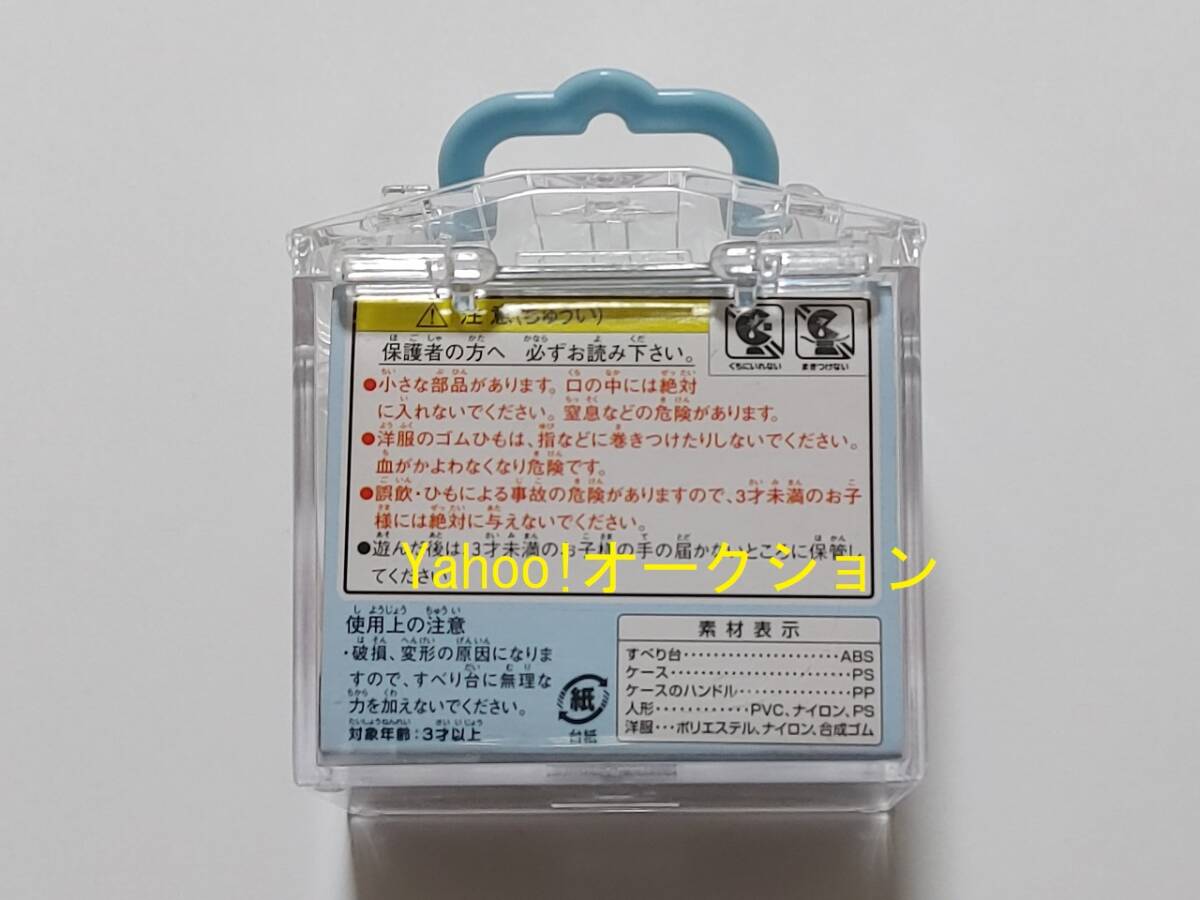 注意(ちゅうい)
保護者の方へ 必ずお読み下さい。
くちにいれない
まきつけない
●小さな部品があります。口の中には絶対
に入れないでください。窒息などの危険があります。
●洋服のゴムひもは、指などに巻きつけたりしないでください。
血がかよわなくなり危険です。
●誤飲・ひもによる事故の危険がありますので、3才未満のお子
様には絶対に与えないでください。
●遊んだ後は、3才未満のお子様の手の届かないところに保管し
てください。
Yahoo!オークション
使用上の注意
・破損、変形の原因になりま
すので、すべり台に無理な
力を加えないでください。
対象年齢:3才以上
紙
台紙
素材表示
すべり台・・・・・・・・・・・・・・・・・・・・・ABS
ケース・・・・・・・・・・・・・・・・・・・・・・・・PS
ケースのハンドル・・・・・・・・・・・・・・・PP
人形・・・・・・・・・・・・PVC、ナイロン、PS
洋服・・・ポリエステル、ナイロン、合成ゴム